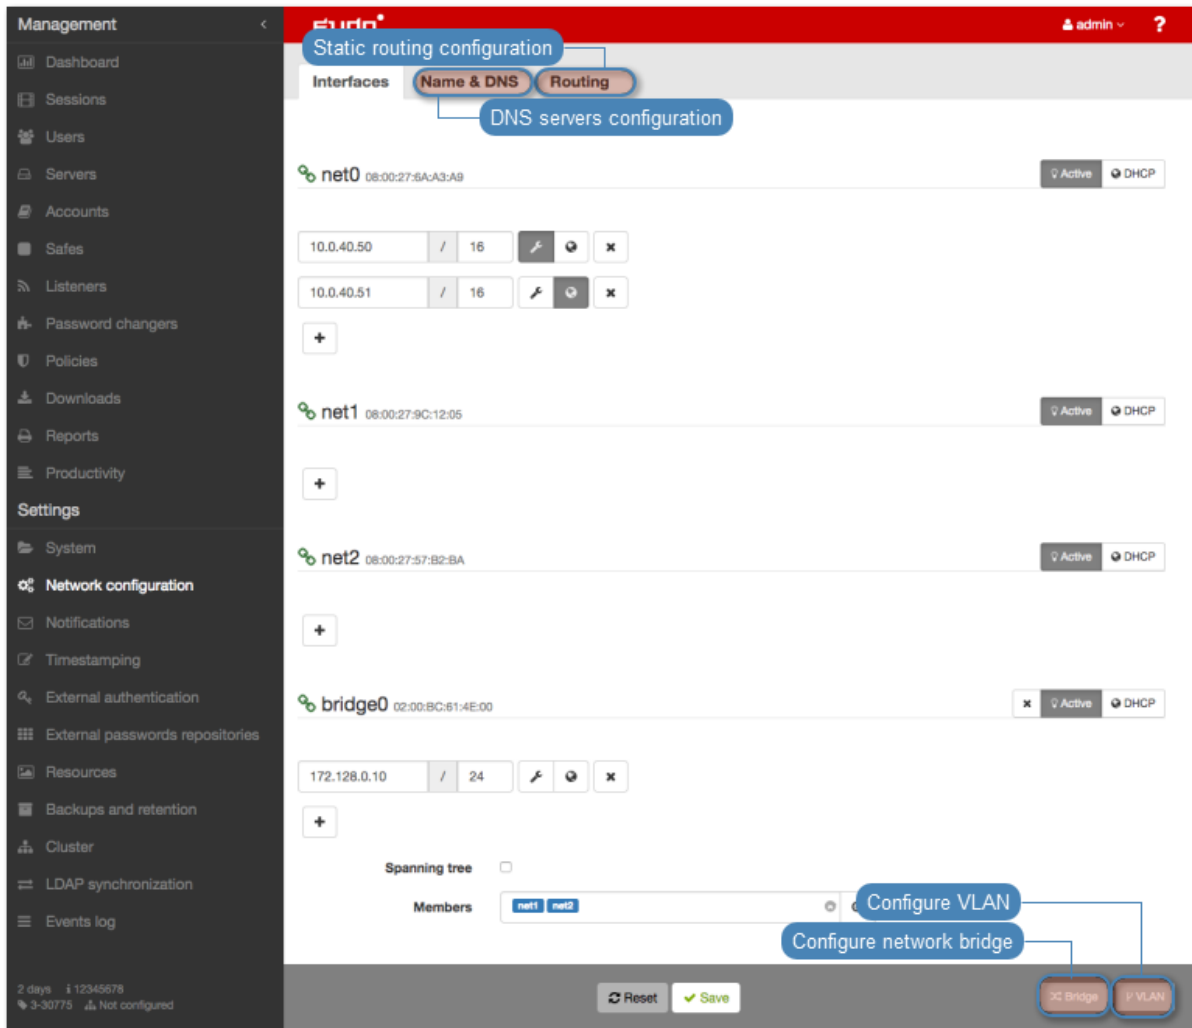 Management
Dashboard
Sessions
Users
Servers
Accounts
Safes
Listeners
Password changers
Policies
Downloads
Reports
Productivity
Settings
System
Network configuration
Notifications
Timestamping
External authentication
External passwords repositories
Resources
Backups and retention
Cluster
LDAP synchronization
Events log
2 days 12345678
3-30775 Not configured
admin ?
Static routing configuration
Interfaces Name & DNS Routing
DNS servers configuration
net0 08:00:27:6A:A3:A9 Active DHCP
10.0.40.50 / 16
10.0.40.51 / 16
net1 08:00:27:9C:12:05 Active DHCP
net2 08:00:27:57:B2:BA Active DHCP
bridge0 02:00:BC:61:4E:00 Active DHCP
172.128.0.10 / 24
Spanning tree
Members net1 net2
Configure VLAN
Configure network bridge
Reset Save Bridge VLAN